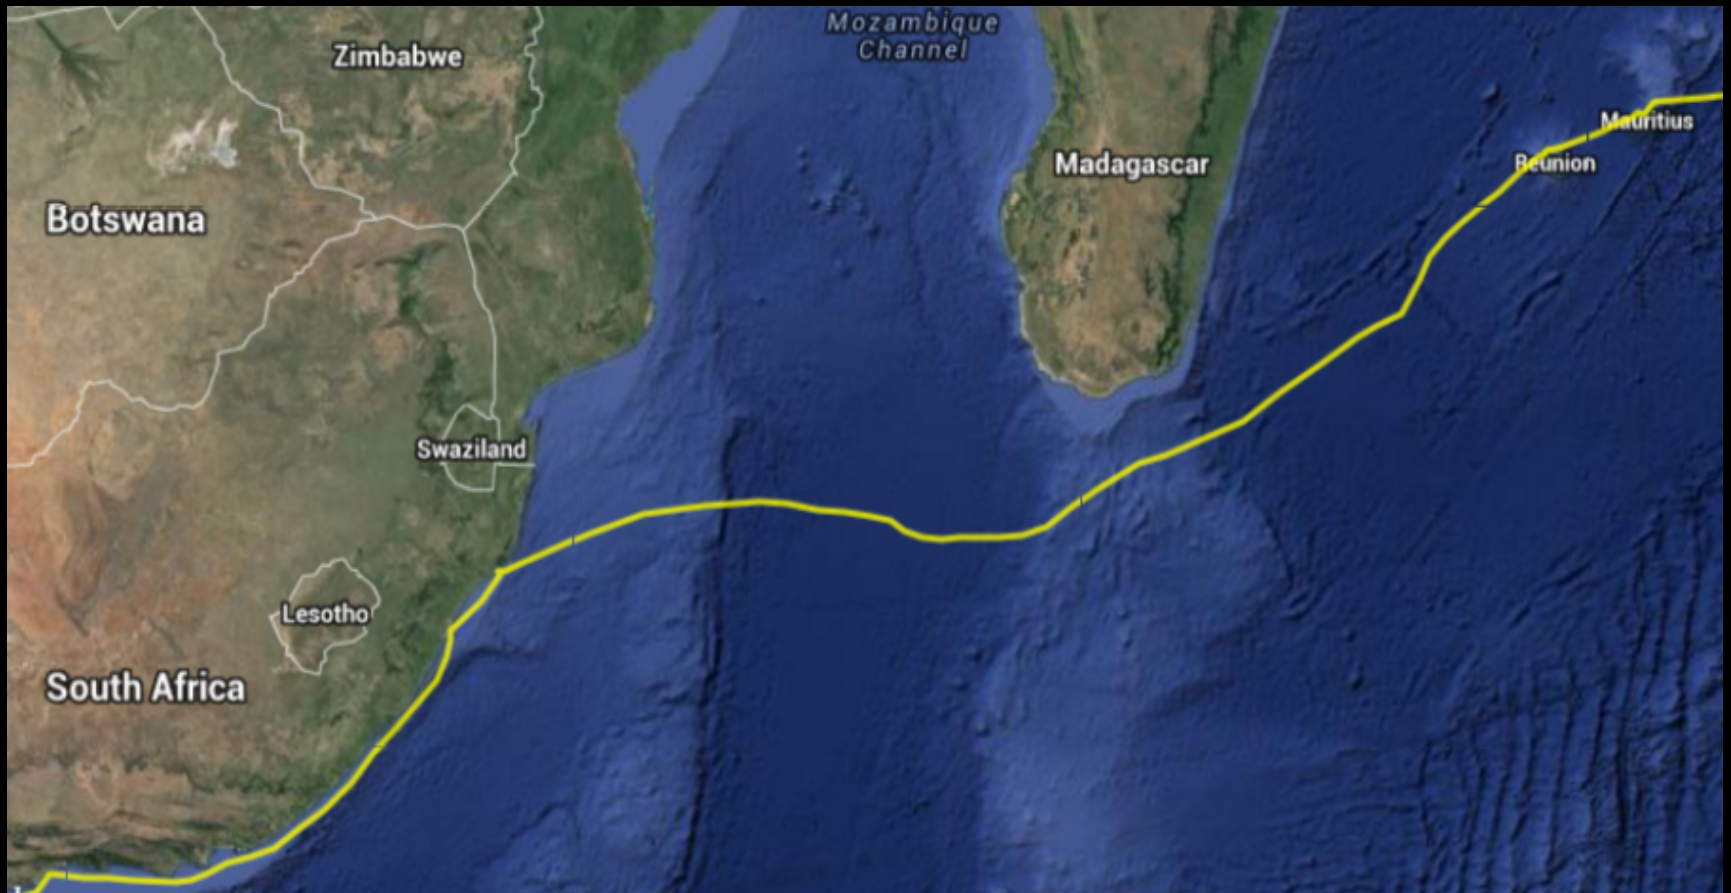 Mozambique
Channel
Zimbabwe
Mauritius
Reunion
Madagascar
Botswana
Swaziland
Lesotho
South Africa